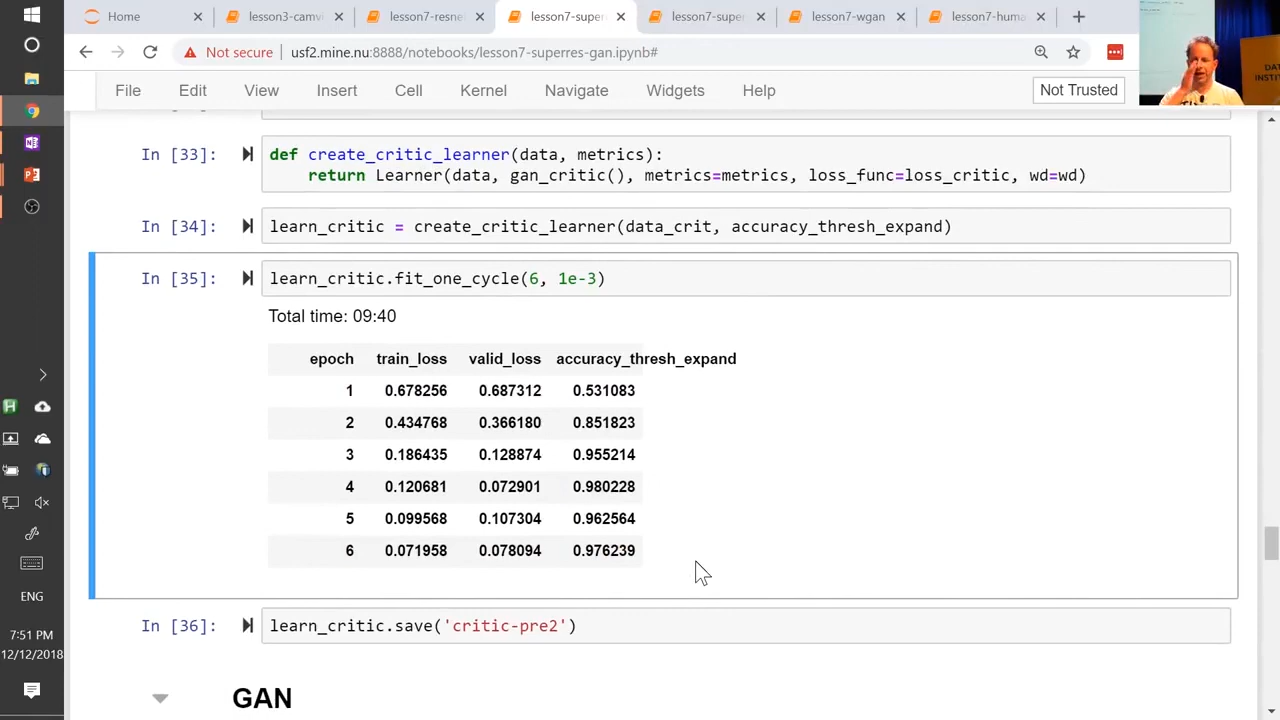 Home
lesson3-camvi
lesson7-resne
lesson7-super
lesson7-supe
lesson7-wgan
lesson7-huma
Not secure
usf2.mine.nu:8888/notebooks/lesson7-superres-gan.ipynb#
File Edit View Insert Cell Kernel Navigate Widgets Help
Not Trusted
DAT
INSTIT
In [33]:
def create_critic_learner(data, metrics):
return Learner(data, gan_critic(), metrics=metrics, loss_func=loss_critic, wd=wd)
In [34]:
learn_critic = create_critic_learner(data_crit, accuracy_thresh_expand)
In [35]:
learn_critic.fit_one_cycle(6, 1e-3)
Total time: 09:40
epoch train_loss valid_loss accuracy_thresh_expand
1 0.678256 0.687312 0.531083
2 0.434768 0.366180 0.851823
3 0.186435 0.128874 0.955214
4 0.120681 0.072901 0.980228
5 0.099568 0.107304 0.962564
6 0.071958 0.078094 0.976239
In [36]:
learn_critic.save('critic-pre2')
GAN
ENG
7:51 PM
12/12/2018